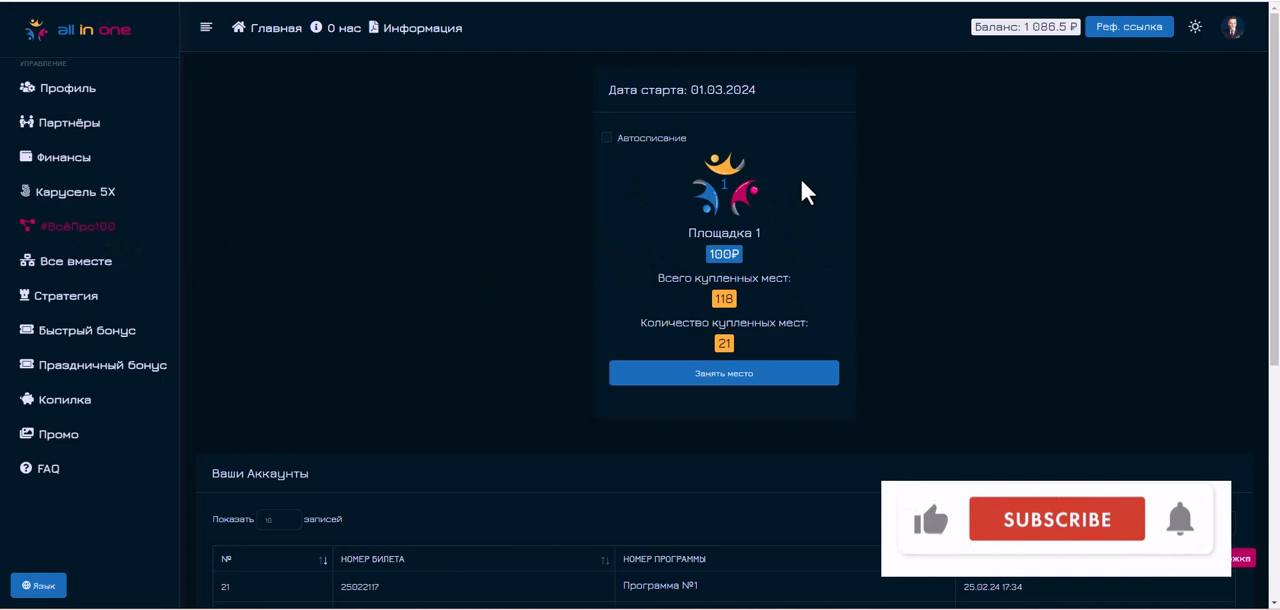 all in one
Главная О нас Информация
Баланс: 1 086.5 ₽ Реф. ссылка
УПРАВЛЕНИЕ
Профиль
Партнёры
Финансы
Карусель 5X
#ВсёПро100
Все вместе
Стратегия
Быстрый бонус
Праздничный бонус
Копилка
Промо
FAQ
Язык
Дата старта: 01.03.2024
Автосписание
1
Площадка 1
100₽
Всего купленных мест:
118
Количество купленных мест:
21
Занять место
Ваши Аккаунты
Показать 10 записей
SUBSCRIBE
№ НОМЕР БИЛЕТА НОМЕР ПРОГРАММЫ
21 25022117 Программа №1 25.02.24 17:34